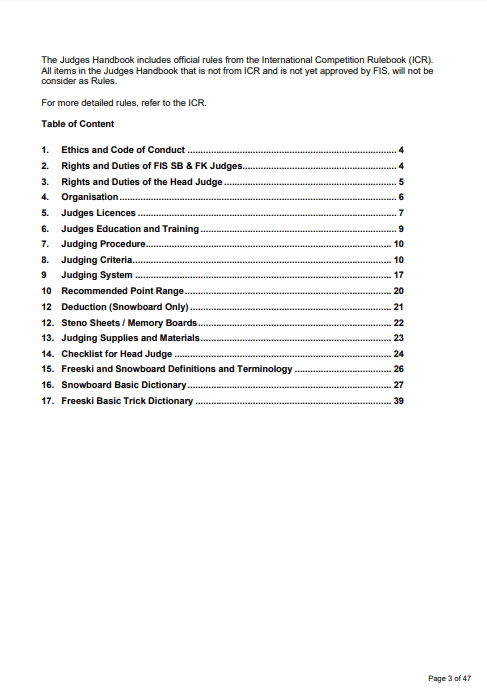 The Judges Handbook includes official rules from the International Competition Rulebook (ICR).
All items in the Judges Handbook that is not from ICR and is not yet approved by FIS, will not be
consider as Rules.
For more detailed rules, refer to the ICR.
Table of Content
1. Ethics and Code of Conduct ........................................................................ 4
2. Rights and Duties of FIS SB & FK Judges..................................................... 4
3. Rights and Duties of the Head Judge ........................................................... 5
4. Organisation................................................................................................ 6
5. Judges Licences ......................................................................................... 7
6. Judges Education and Training.................................................................... 9
7. Judging Procedure..................................................................................... 10
8. Judging Criteria.......................................................................................... 10
9 Judging System ......................................................................................... 17
10 Recommended Point Range....................................................................... 20
12 Deduction (Snowboard Only) ..................................................................... 21
12. Steno Sheets / Memory Boards................................................................... 22
13. Judging Supplies and Materials................................................................... 23
14. Checklist for Head Judge ........................................................................... 24
15. Freeski and Snowboard Definitions and Terminology ................................. 26
16. Snowboard Basic Dictionary....................................................................... 27
17. Freeski Basic Trick Dictionary .................................................................... 39
Page 3 of 47